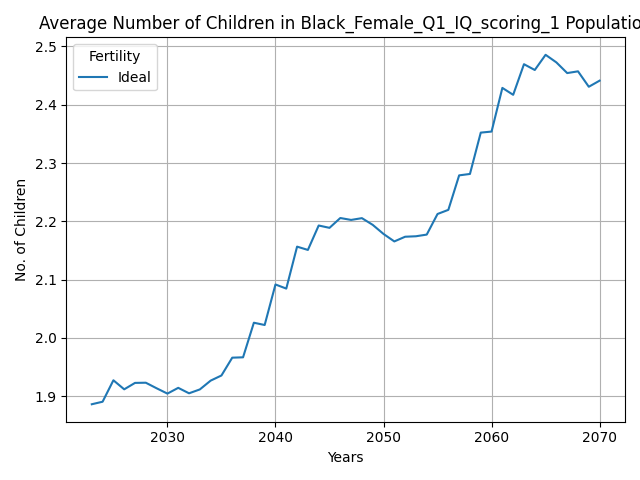 Average Number of Children in Black_Female_Q1_IQ_scoring_1 Populatio
Fertility
Ideal
No. of Children
2.5
2.4
2.3
2.2
2.1
2.0
1.9
2030 2040 2050 2060 2070
Years